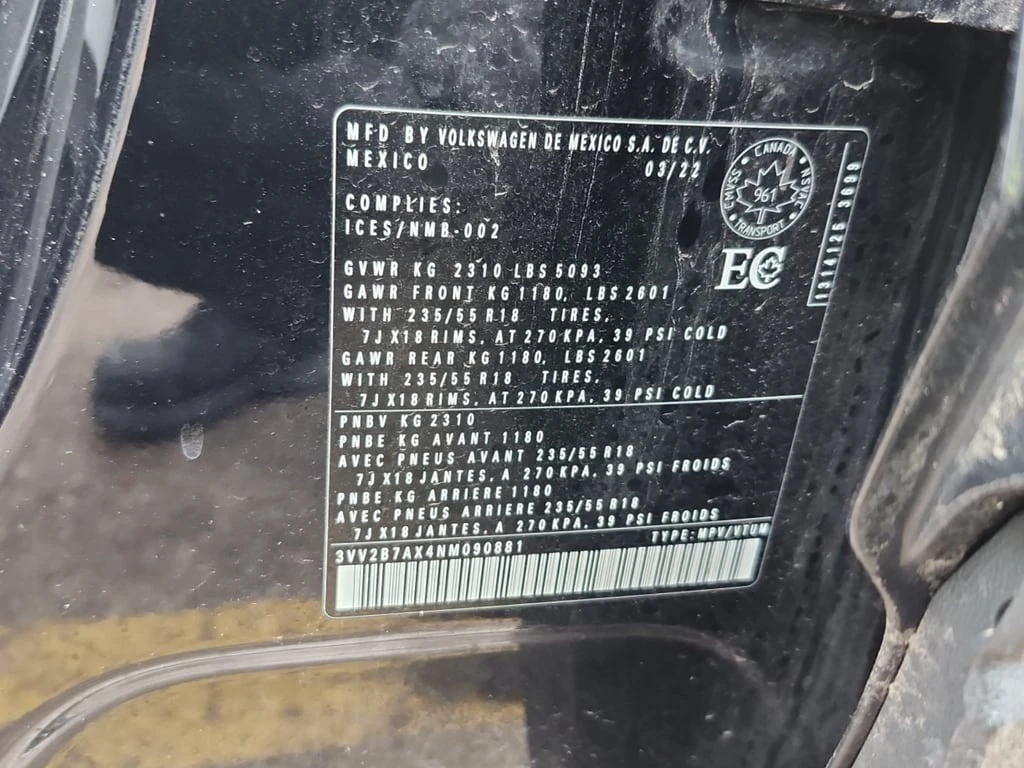 MFD BY VOLKSWAGEN DE MEXICO S.A. DE C.V.
MEXICO 03/22
CANADA
CMVSS NSVAC
961
TRANSPORT
COMPLIES:
ICES/NMB-002
EC
GVWR KG 2310 LBS 5093
GAWR FRONT KG 1180, LBS 2601
WITH 235/55 R18 TIRES,
7J X18 RIMS, AT 270 KPA, 39 PSI COLD
GAWR REAR KG 1180, LBS 2601
WITH 235/55 R18 TIRES,
7J X18 RIMS, AT 270 KPA, 39 PSI COLD
PNBV KG 2310
PNBE KG AVANT 1180
AVEC PNEUS AVANT 235/55 R18
7J X18 JANTES, A 270 KPA, 39 PSI FROIDS
PNBE KG ARRIERE 1180
AVEC PNEUS ARRIERE 235/55 R18
7J X18 JANTES, A 270 KPA, 39 PSI FROIDS
TYPE: MPV/VTUM
3VV2B7AX4NM090881